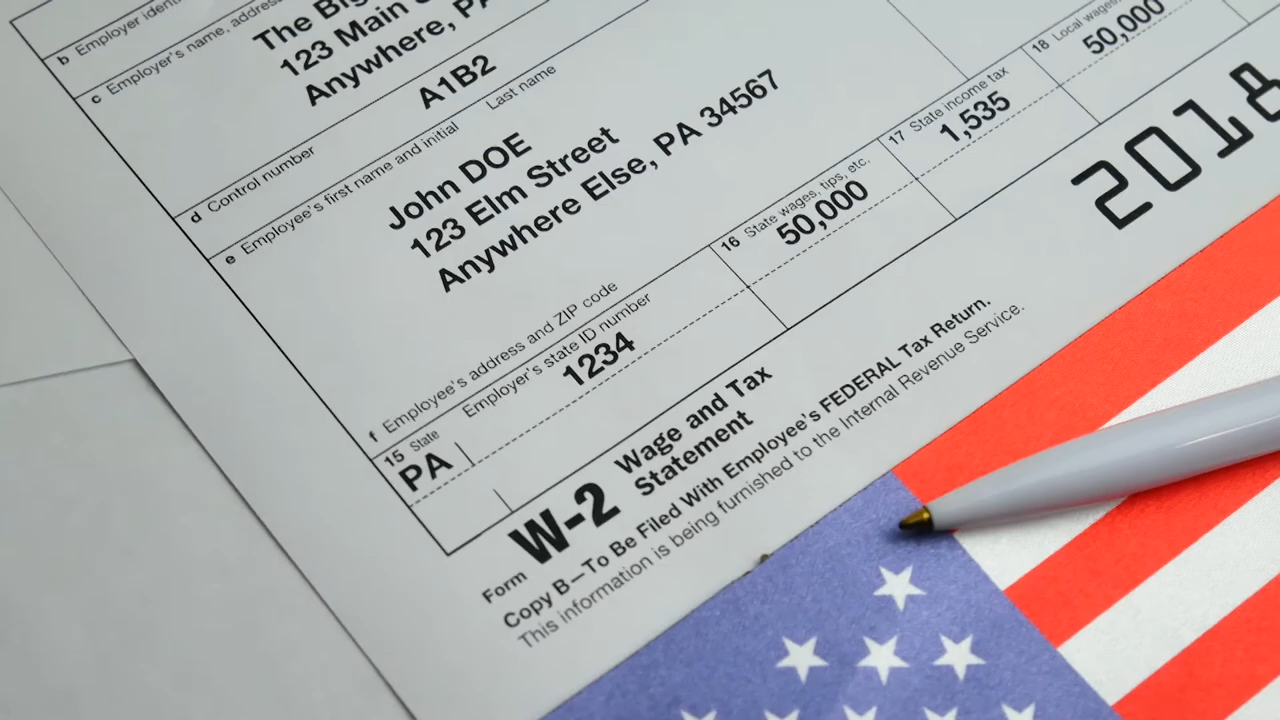 b Employer
c Employer's name,
The
123 Main
Anywhere,
A1B2
d Control number
e Employee's first name and initial Last name
John DOE
123 Elm Street
Anywhere Else, PA 34567
f Employee's address and ZIP code
15 State Employer's state ID number
PA 1234
16 State wages, tips, etc.
50,000
17 State income tax
1,535
18 Local wages,
50,000
Form W-2 Wage and Tax
Statement
2018
Copy B—To Be Filed With Employee's FEDERAL Tax Return.
This information is being furnished to the Internal Revenue Service.